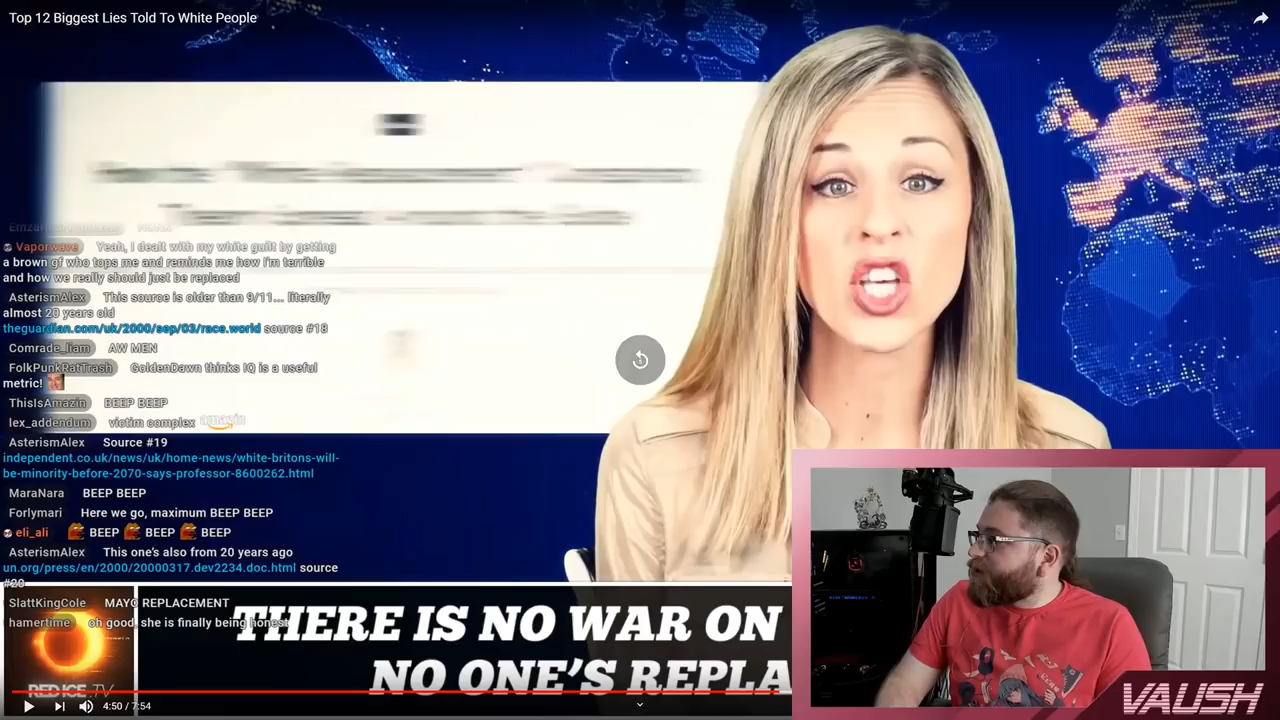 Top 12 Biggest Lies Told To White People
Vaporwave Yeah, I dealt with my white guilt by getting
a brown gf who tops me and reminds me how I'm terrible
and how we really should just be replaced
AsterismAlex This source is older than 9/11... literally
almost 20 years old
theguardian.com/uk/2000/sep/03/race.world source #18
Comrade_liam AW MEN
FolkPunkRatTrash GoldenDawn thinks IQ is a useful
metric!
ThisIsAmazin BEEP BEEP
lex_addendum victim complex amazin
AsterismAlex Source #19
independent.co.uk/news/uk/home-news/white-britons-will-
be-minority-before-2070-says-professor-8600262.html
MaraNara BEEP BEEP
Forlymari Here we go, maximum BEEP BEEP
eli_ali BEEP BEEP BEEP
AsterismAlex This one's also from 20 years ago
un.org/press/en/2000/20000317.dev2234.doc.html source
#20
SlattKingCole MAYO REPLACEMENT
hamertime oh good, she is finally being honest
THERE IS NO WAR ON
NO ONE'S REPLA
RED ICE.TV
4:50 / 7:54
5
VAUSH